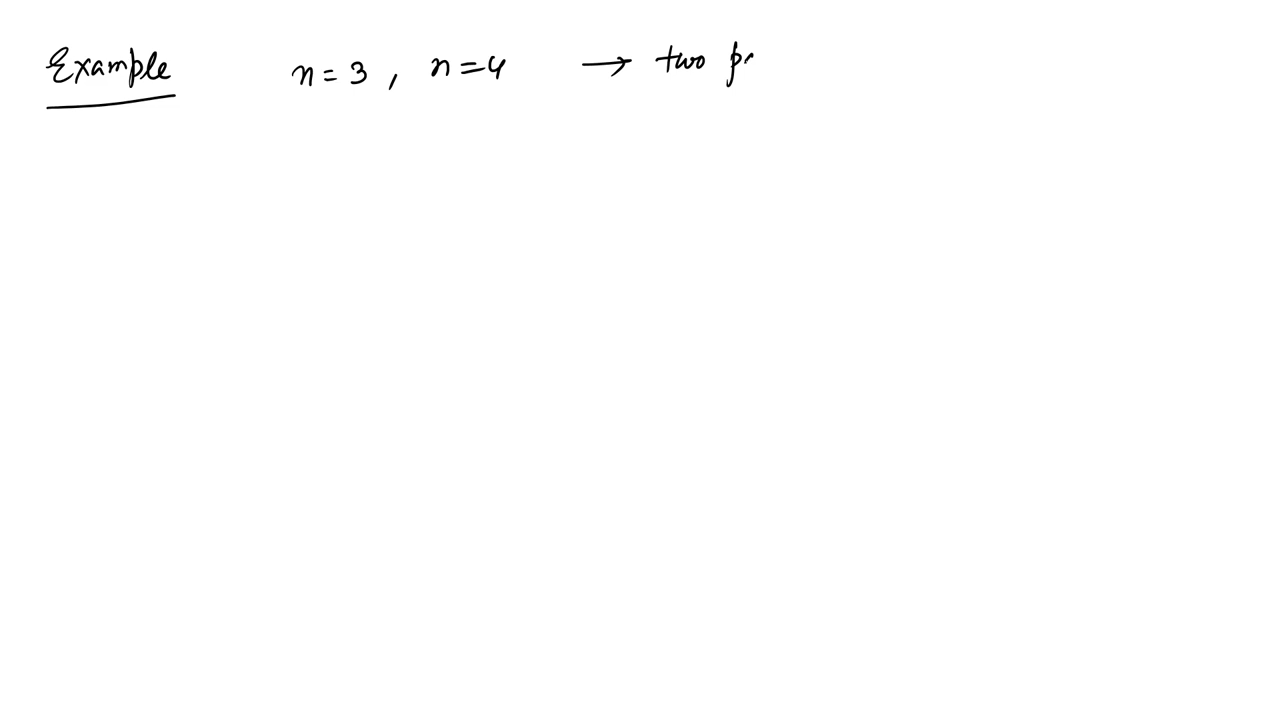 Example n = 3 , n = 4 → two